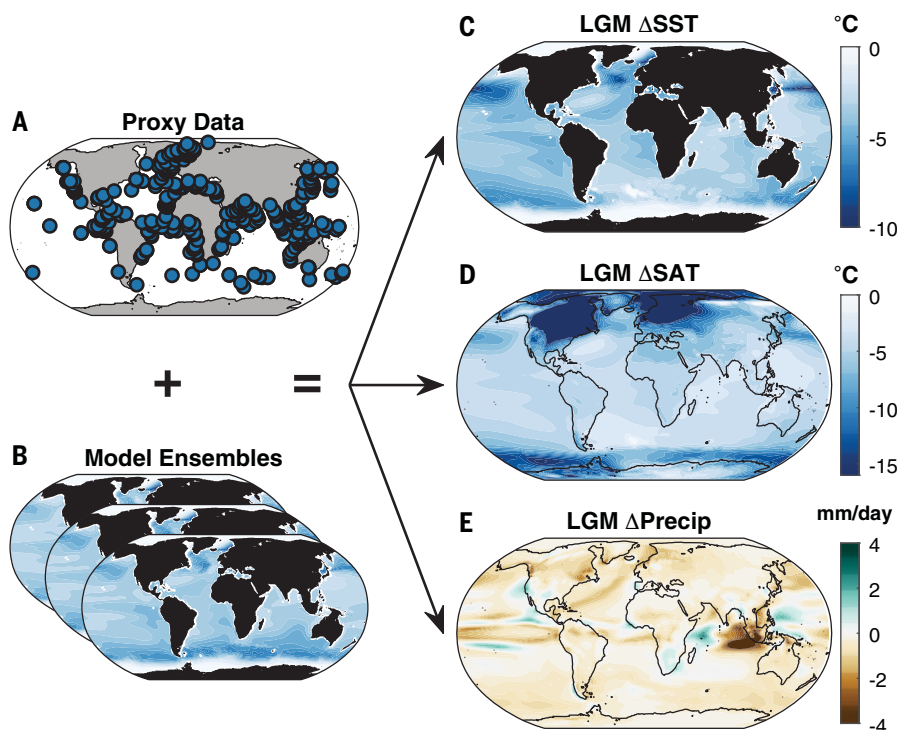 A
Proxy Data
+
=
B
Model Ensembles
C
LGM ΔSST
°C
0
-5
-10
D
LGM ΔSAT
°C
0
-5
-10
-15
E
LGM ΔPrecip
mm/day
4
2
0
-2
-4